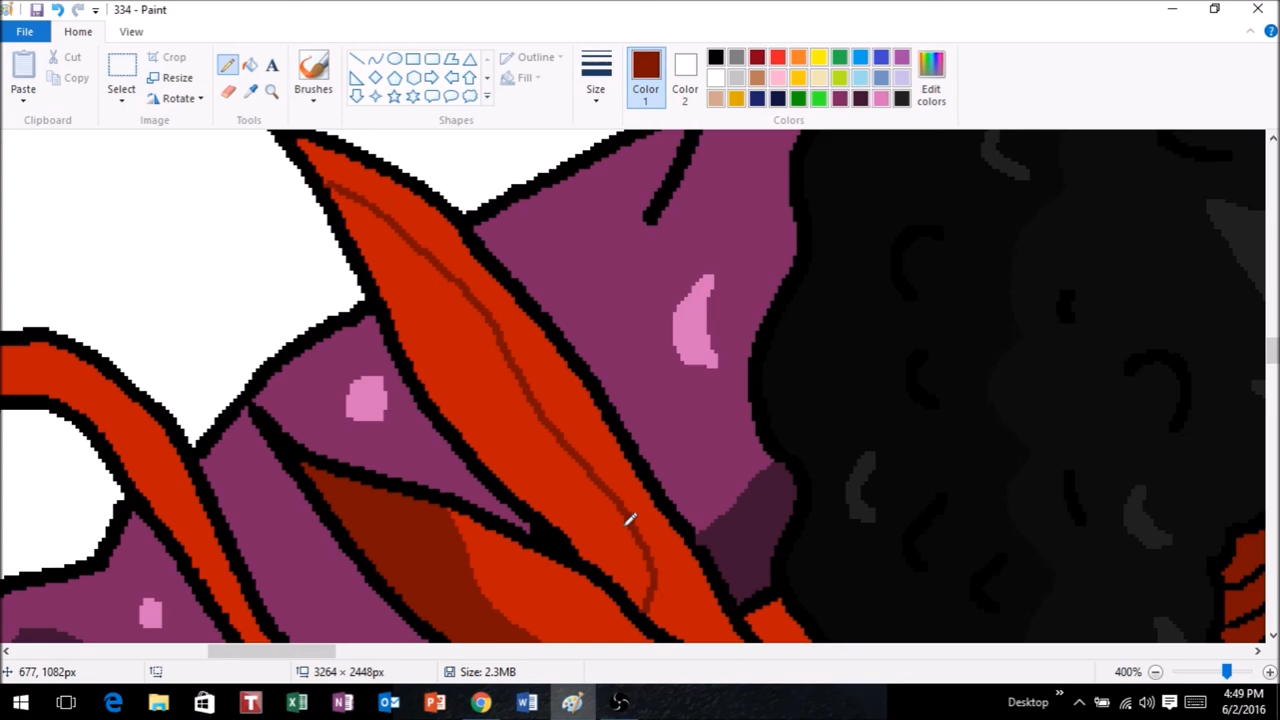 334 - Paint
File Home View
Paste
Cut
Copy
Clipboard
Select
Crop
Resize
Rotate
Image
A
Tools
Brushes
Outline
Fill
Shapes
Size
Color 1
Color 2
Edit colors
Colors
677, 1082px
3264 × 2448px
Size: 2.3MB
400%
Desktop
4:49 PM
6/2/2016